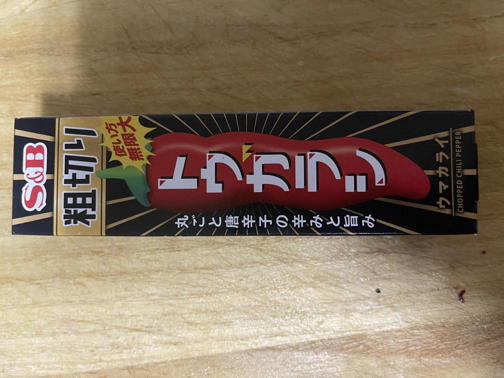 S&B
粗切り
使い方
無限大
トウガラシ
丸ごと唐辛子の辛みと旨み
ウマカライ
CHOPPED CHILI PEPPER